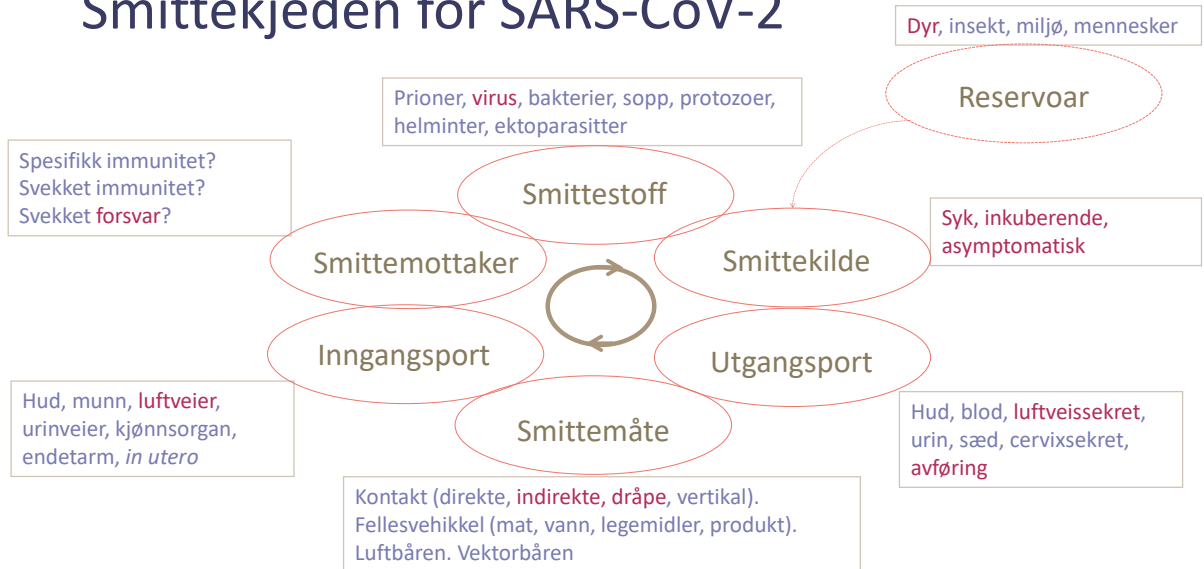 Smittekjeden for SARS-CoV-2
Dyr, insekt, miljø, mennesker
Reservoar
Prioner, virus, bakterier, sopp, protozoer,
helminter, ektoparasitter
Spesifikk immunitet?
Svekket immunitet?
Svekket forsvar?
Smittestoff
Syk, inkuberende,
asymptomatisk
Smittemottaker
Smittekilde
Inngangsport
Utgangsport
Hud, munn, luftveier,
urinveier, kjønnsorgan,
endetarm, in utero
Smittemåte
Hud, blod, luftveissekret,
urin, sæd, cervixsekret,
avføring
Kontakt (direkte, indirekte, dråpe, vertikal).
Fellesvehikkel (mat, vann, legemidler, produkt).
Luftbåren. Vektorbåren